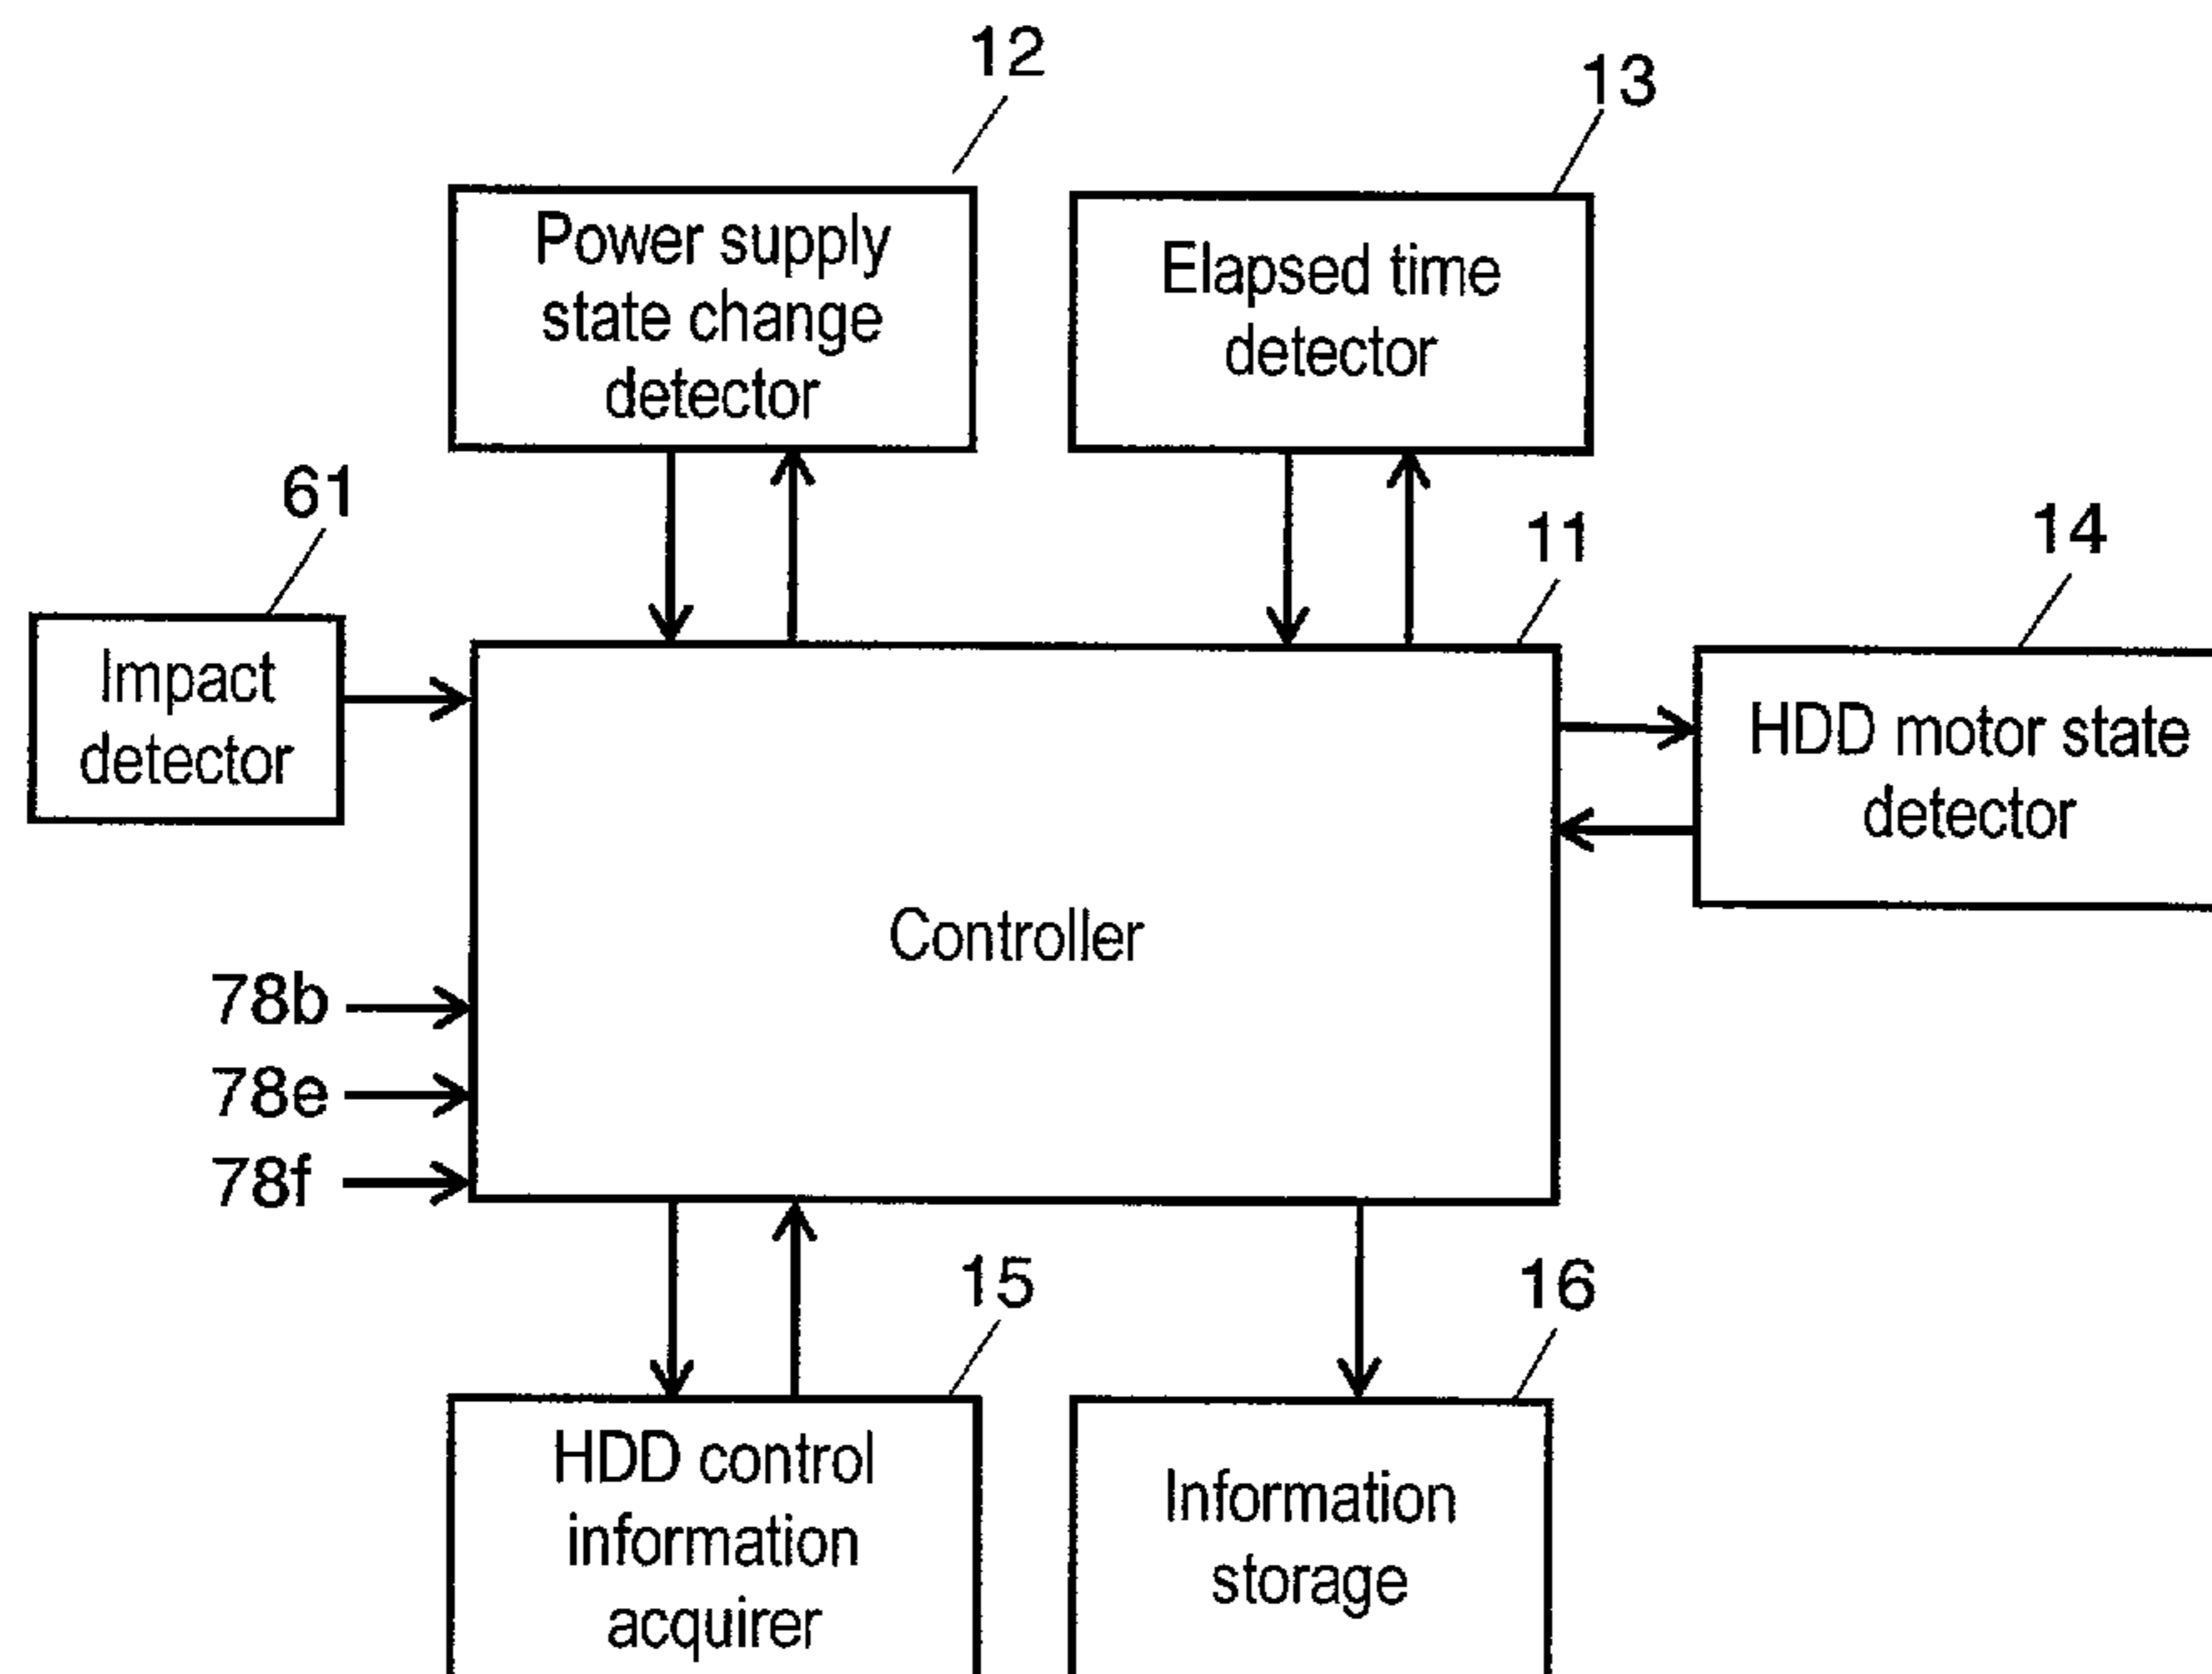 12
13
Power supply
state change
detector
Elapsed time
detector
61
11
14
Impact
detector
HDD motor state
detector
Controller
78b
78e
78f
15
16
HDD control
information
acquirer
Information
storage